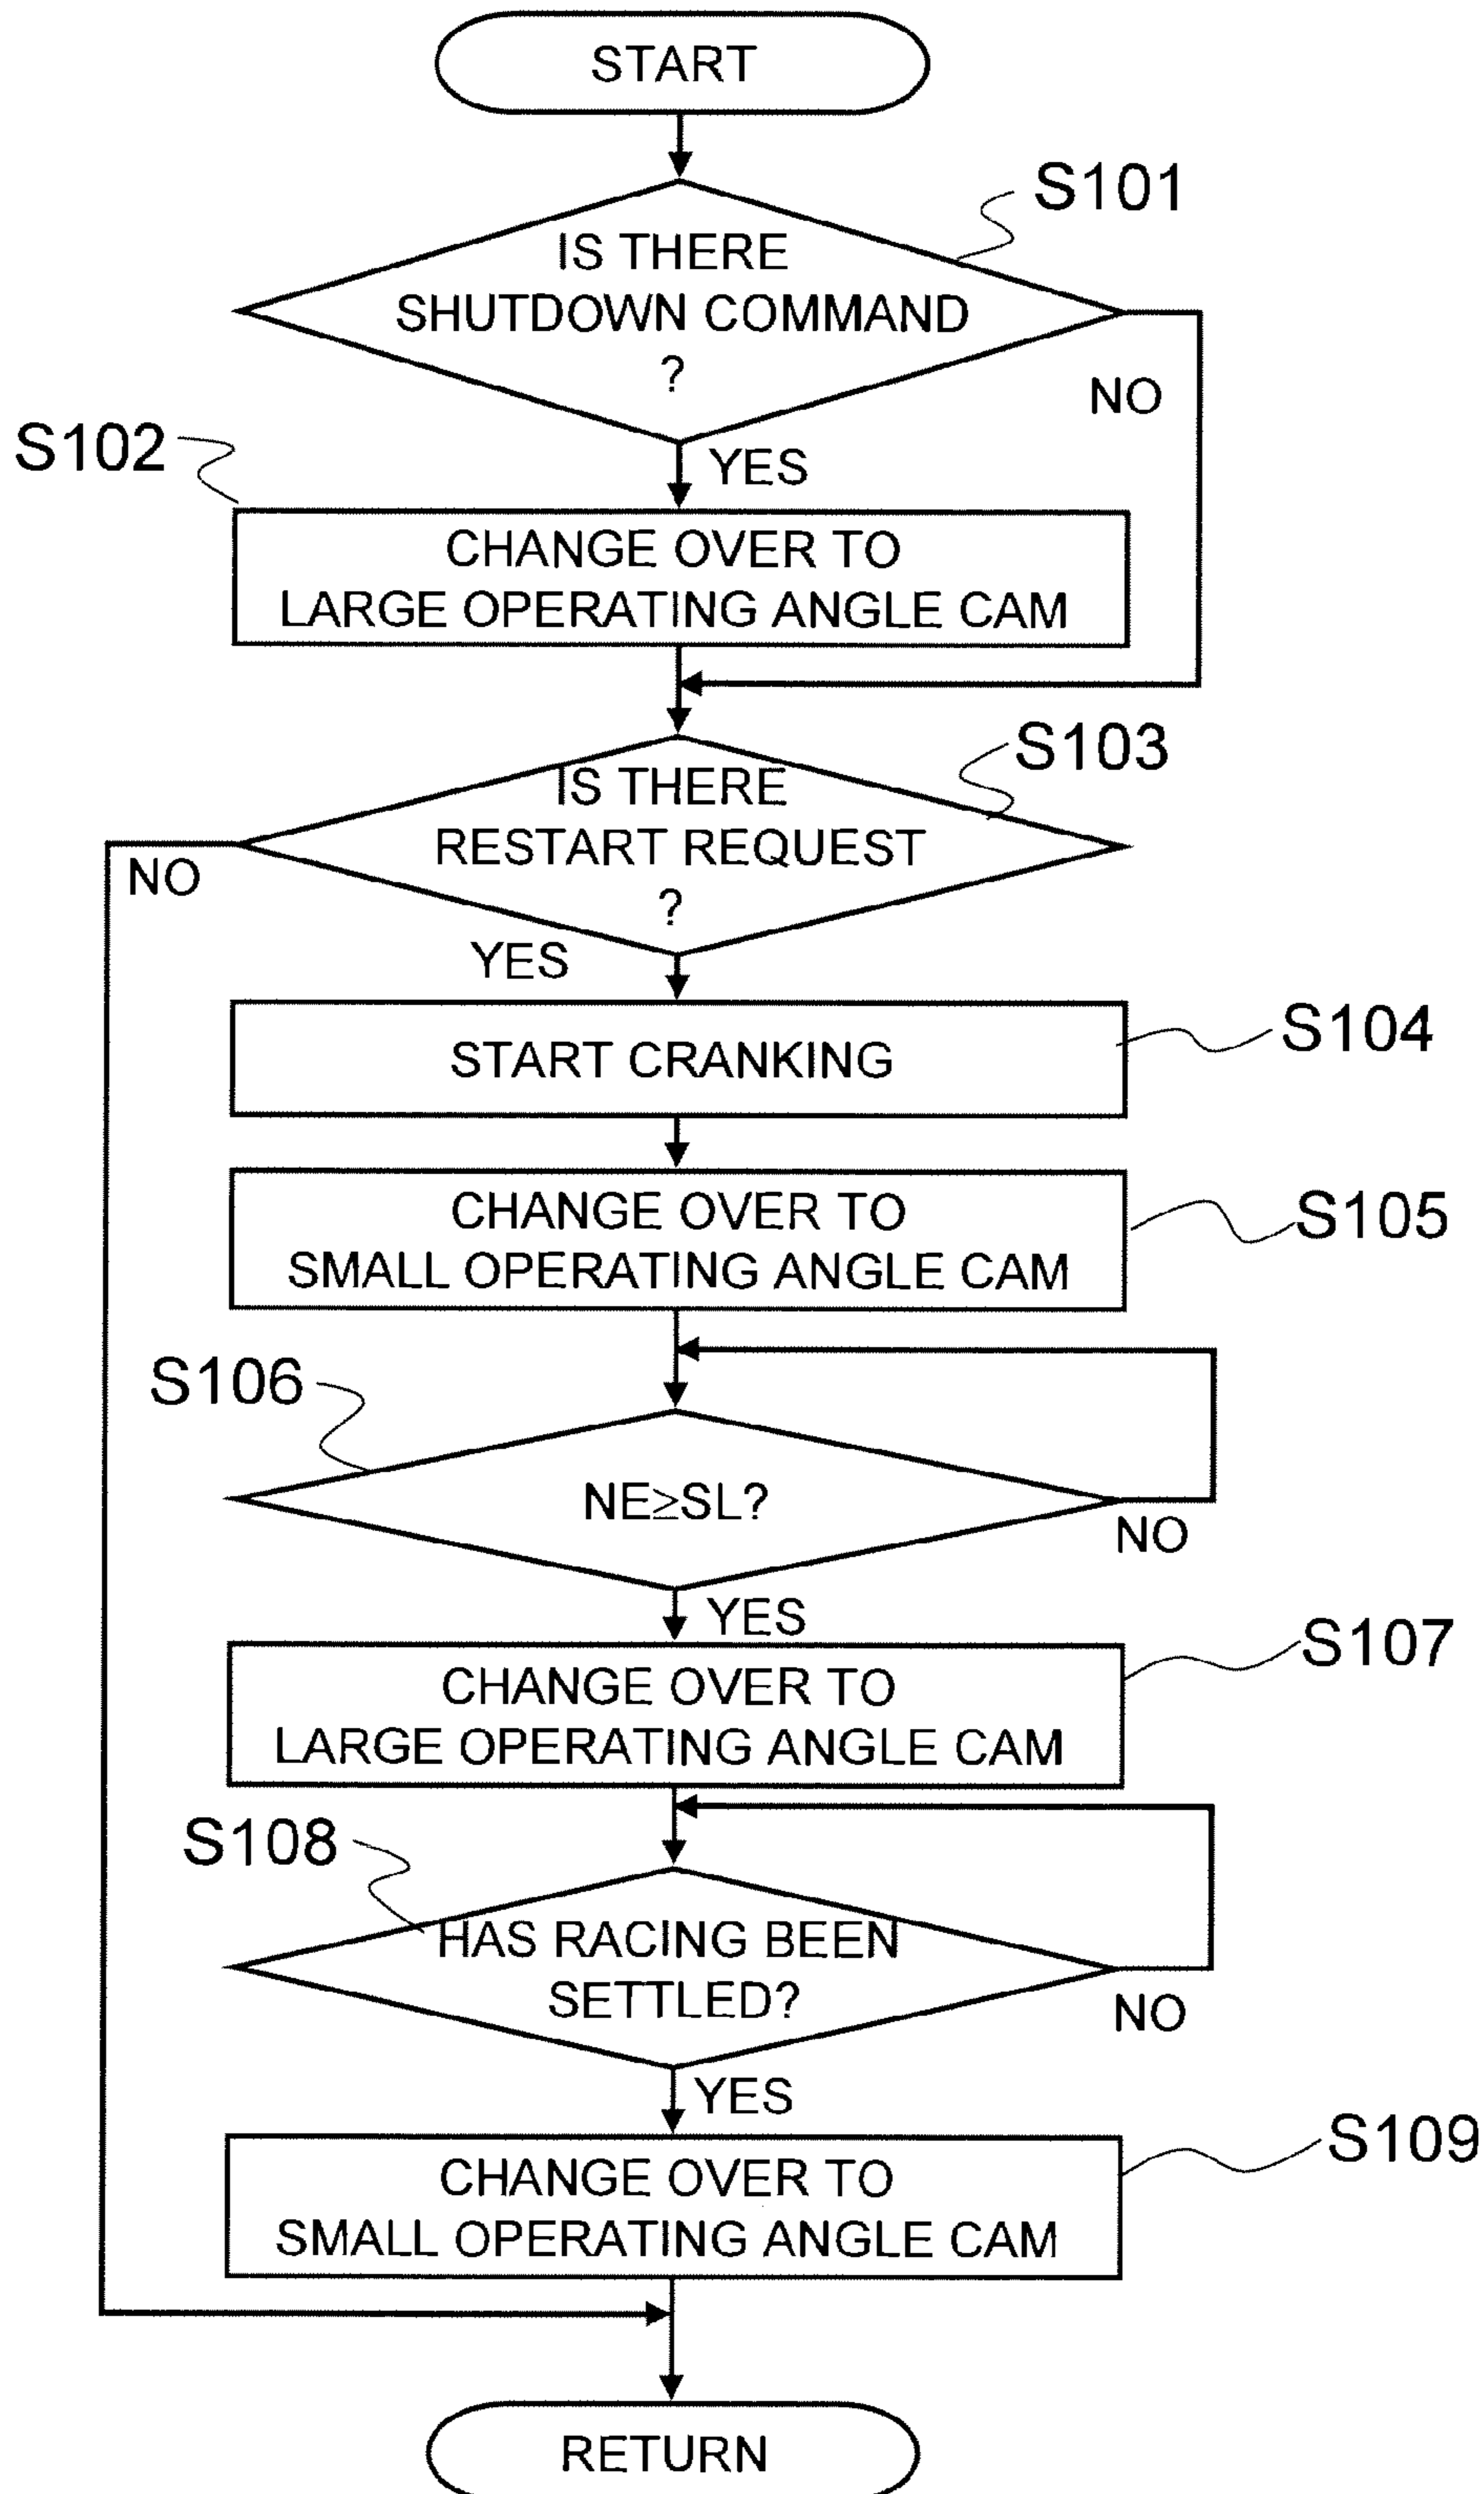 START
S101
IS THERE
SHUTDOWN COMMAND
?
NO
S102
YES
CHANGE OVER TO
LARGE OPERATING ANGLE CAM
S103
IS THERE
RESTART REQUEST
?
NO
YES
START CRANKING
S104
CHANGE OVER TO
SMALL OPERATING ANGLE CAM
S105
S106
NE≥SL?
NO
YES
S107
CHANGE OVER TO
LARGE OPERATING ANGLE CAM
S108
HAS RACING BEEN
SETTLED?
NO
YES
S109
CHANGE OVER TO
SMALL OPERATING ANGLE CAM
RETURN